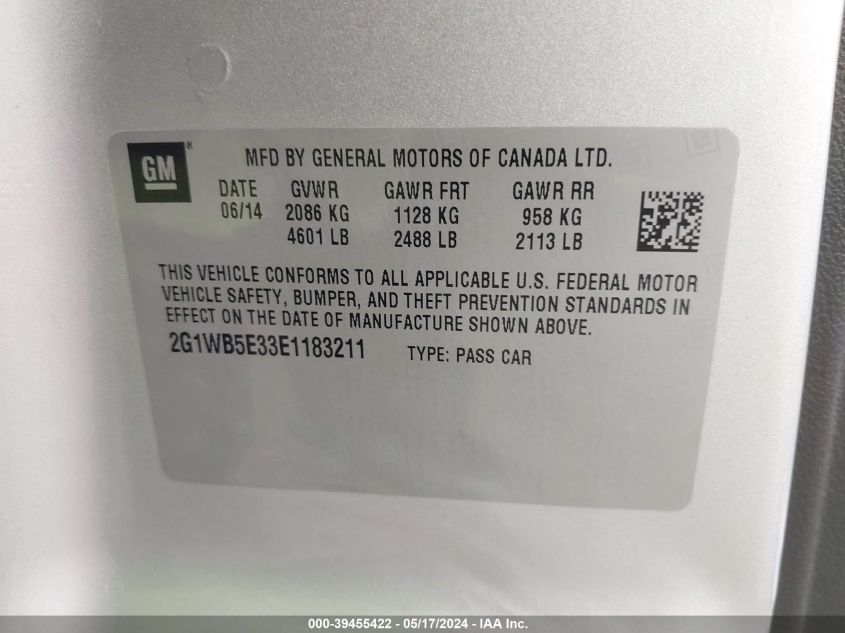 GM ®
MFD BY GENERAL MOTORS OF CANADA LTD.
DATE GVWR GAWR FRT GAWR RR
06/14 2086 KG 1128 KG 958 KG
4601 LB 2488 LB 2113 LB
THIS VEHICLE CONFORMS TO ALL APPLICABLE U.S. FEDERAL MOTOR
VEHICLE SAFETY, BUMPER, AND THEFT PREVENTION STANDARDS IN
EFFECT ON THE DATE OF MANUFACTURE SHOWN ABOVE.
2G1WB5E33E1183211 TYPE: PASS CAR
000-39455422 - 05/17/2024 - IAA Inc.